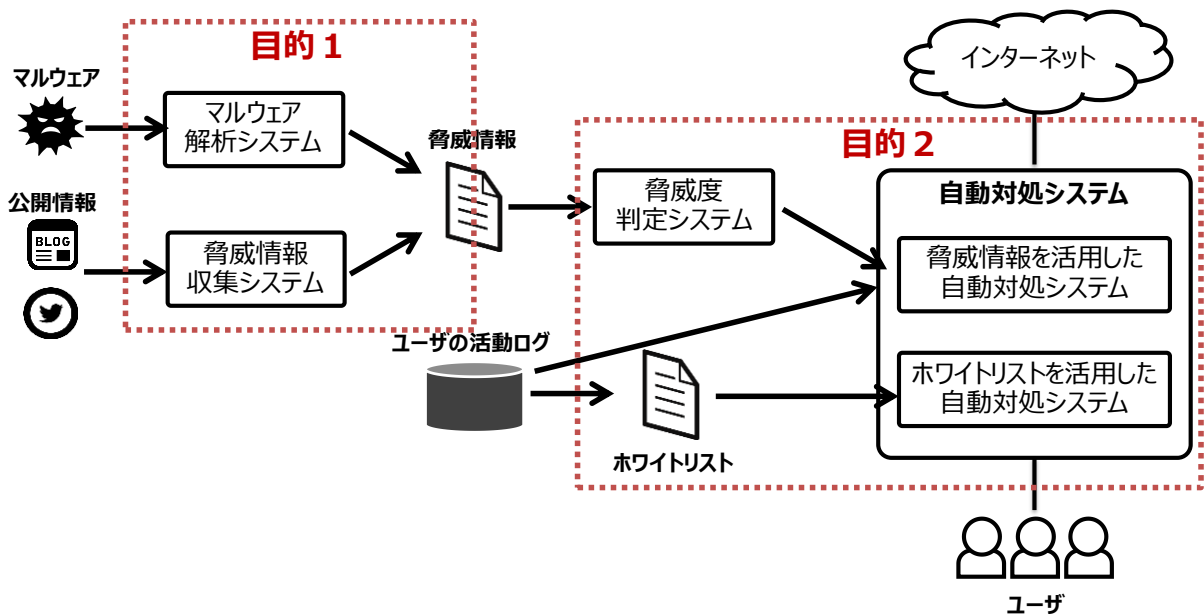 目的１
マルウェア
マルウェア
解析システム
公開情報
BLOG
脅威情報
収集システム
脅威情報
インターネット
目的２
脅威度
判定システム
自動対処システム
脅威情報を活用した
自動対処システム
ユーザの活動ログ
ホワイトリスト
ホワイトリストを活用した
自動対処システム
ユーザ